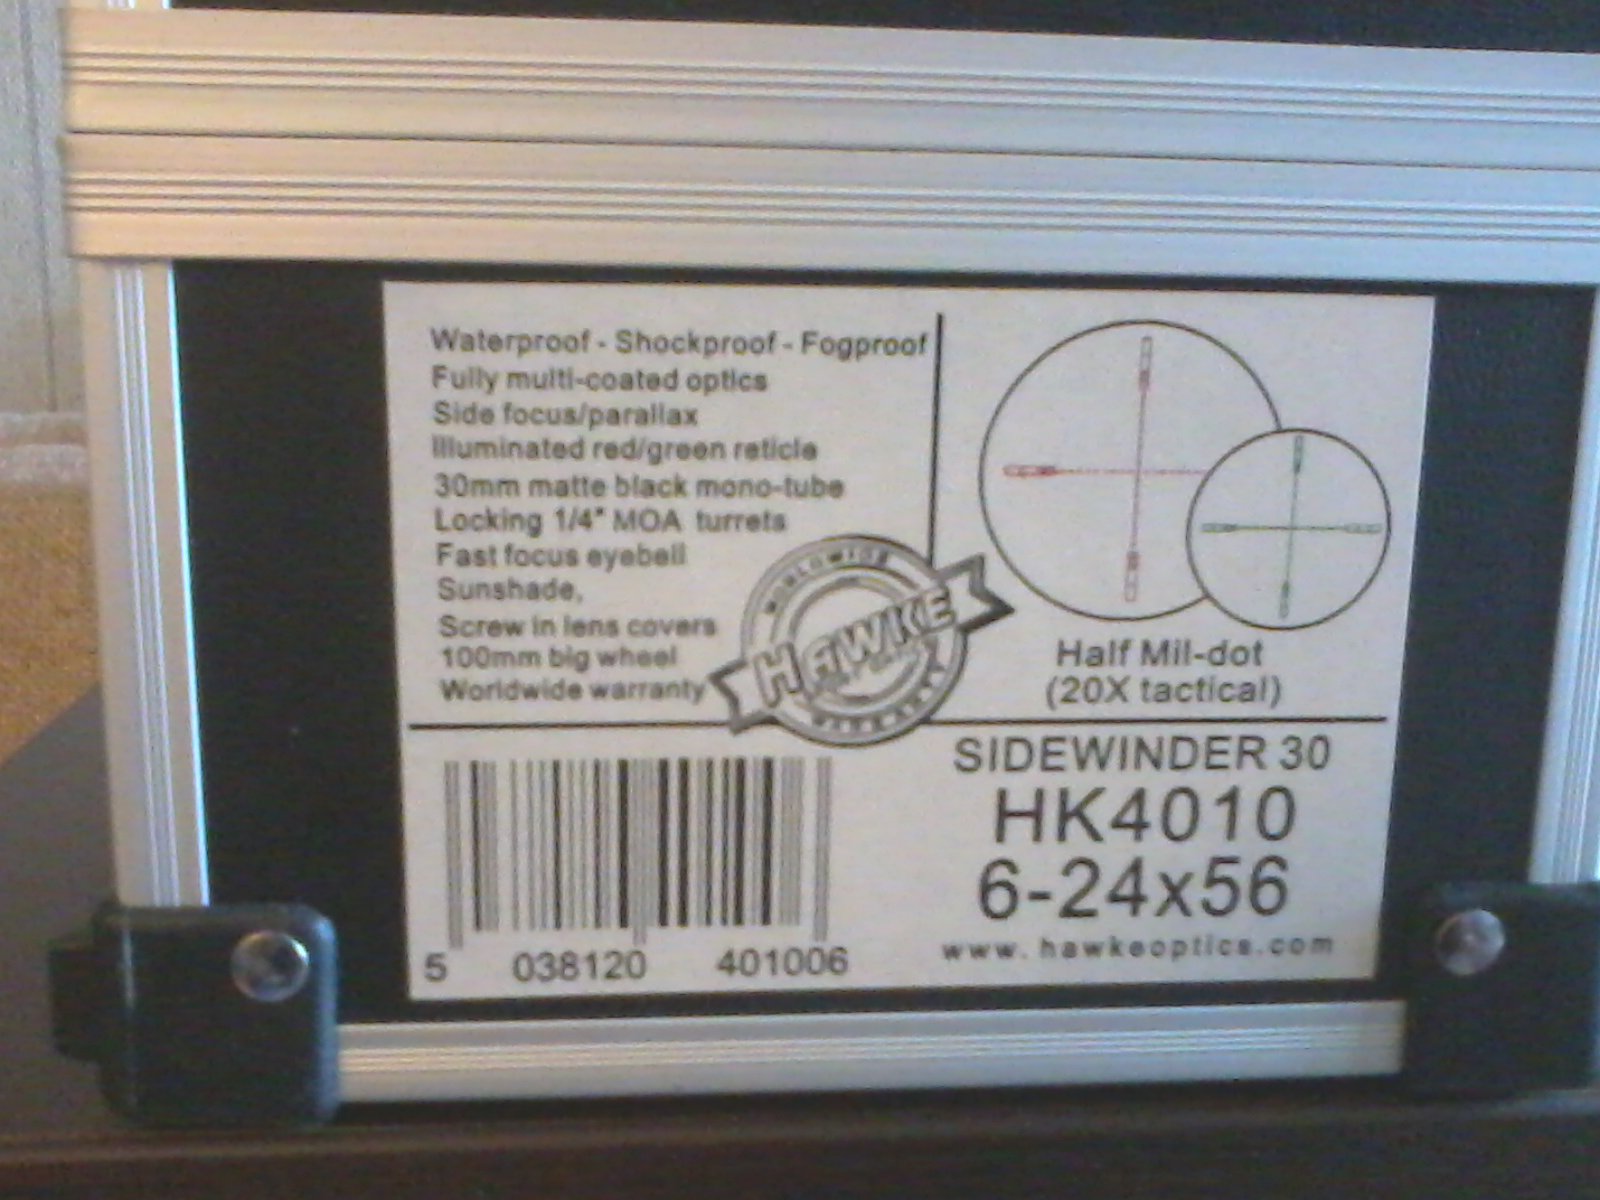 Waterproof - Shockproof - Fogproof
Fully multi-coated optics
Side focus/parallax
Illuminated red/green reticle
30mm matte black mono-tube
Locking 1/4" MOA turrets
Fast focus eyebell
Sunshade,
Screw in lens covers
100mm big wheel
Worldwide warranty
WORLDWIDE
HAWKE
WARRANTY
Half Mil-dot
(20X tactical)
SIDEWINDER 30
HK4010
6-24x56
www.hawkeoptics.com
5 038120 401006